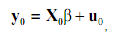 y₀ = X₀β + u₀,